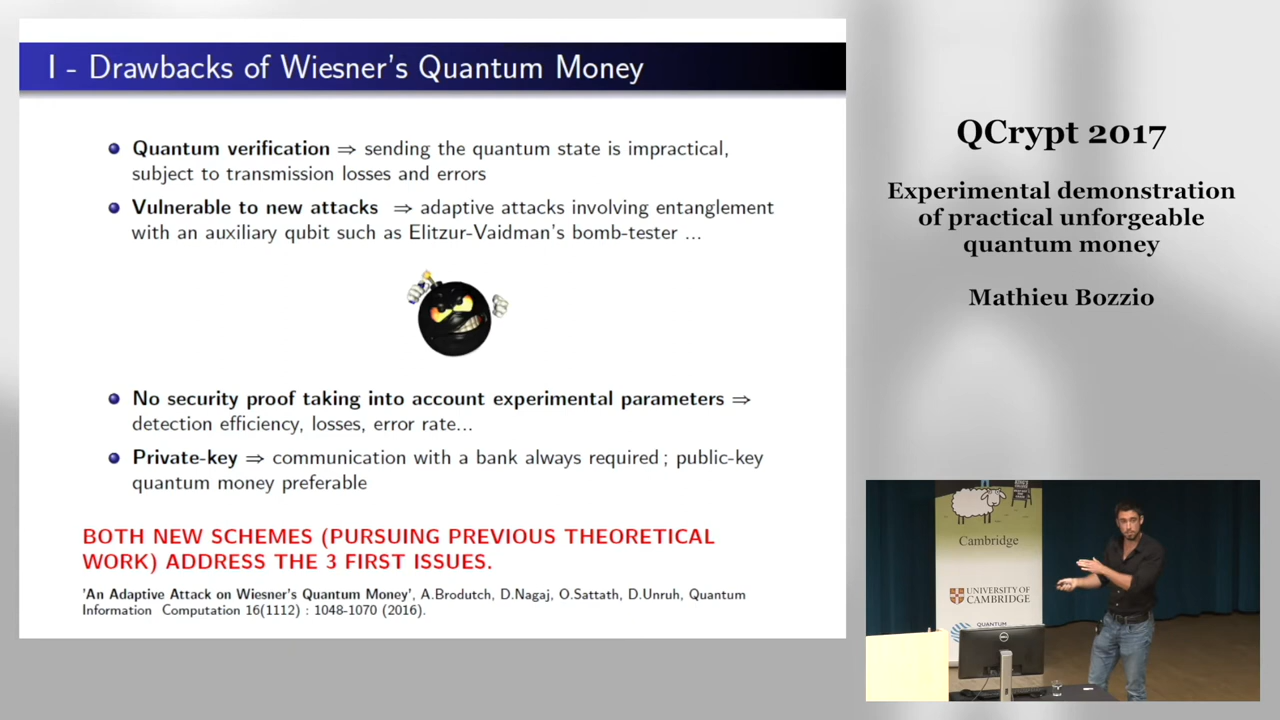 I - Drawbacks of Wiesner's Quantum Money
Quantum verification ⇒ sending the quantum state is impractical,
subject to transmission losses and errors
Vulnerable to new attacks ⇒ adaptive attacks involving entanglement
with an auxiliary qubit such as Elitzur-Vaidman's bomb-tester ...
No security proof taking into account experimental parameters ⇒
detection efficiency, losses, error rate...
Private-key ⇒ communication with a bank always required ; public-key
quantum money preferable
BOTH NEW SCHEMES (PURSUING PREVIOUS THEORETICAL
WORK) ADDRESS THE 3 FIRST ISSUES.
'An Adaptive Attack on Wiesner's Quantum Money', A.Brodutch, D.Nagaj, O.Sattath, D.Unruh, Quantum
Information Computation 16(1112) : 1048-1070 (2016).
QCrypt 2017
Experimental demonstration
of practical unforgeable
quantum money
Mathieu Bozzio
Cambridge
UNIVERSITY OF
CAMBRIDGE
QUANTUM